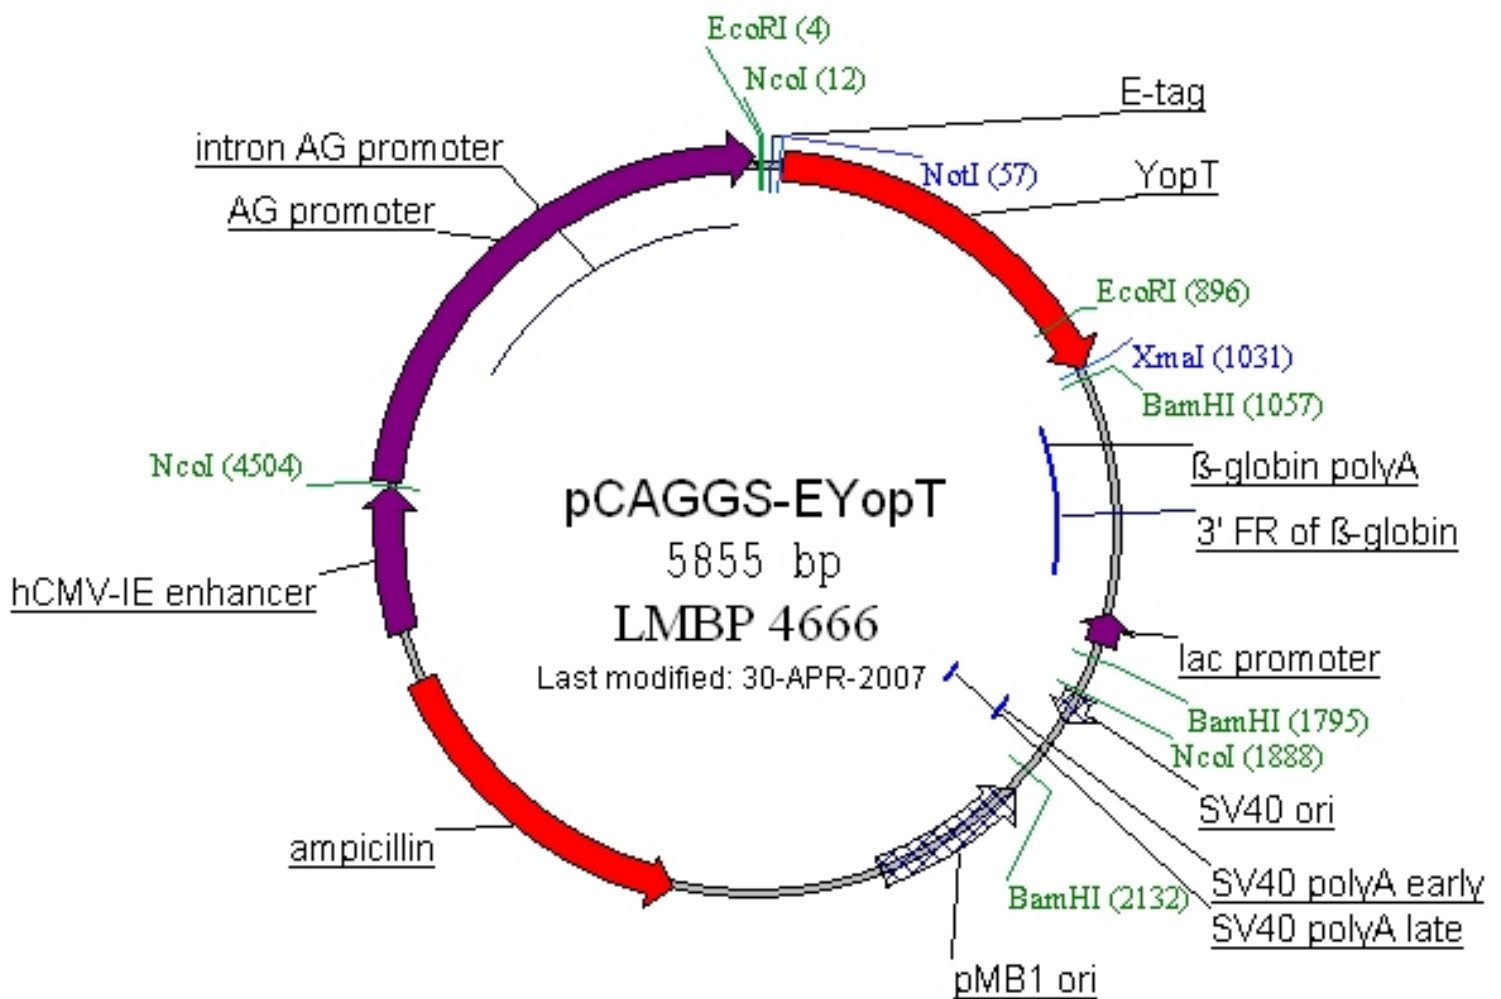 EcoRI (4)
NcoI (12)
E-tag
intron AG promoter
NotI (57)
YopT
AG promoter
EcoRI (896)
XmaI (1031)
BamHI (1057)
NcoI (4504)
ß-globin polyA
pCAGGS-EYopT
3' FR of ß-globin
5855 bp
hCMV-IE enhancer
LMBP 4666
lac promoter
Last modified: 30-APR-2007
BamHI (1795)
NcoI (1888)
SV40 ori
ampicillin
SV40 polyA early
BamHI (2132)
SV40 polyA late
pMB1 ori